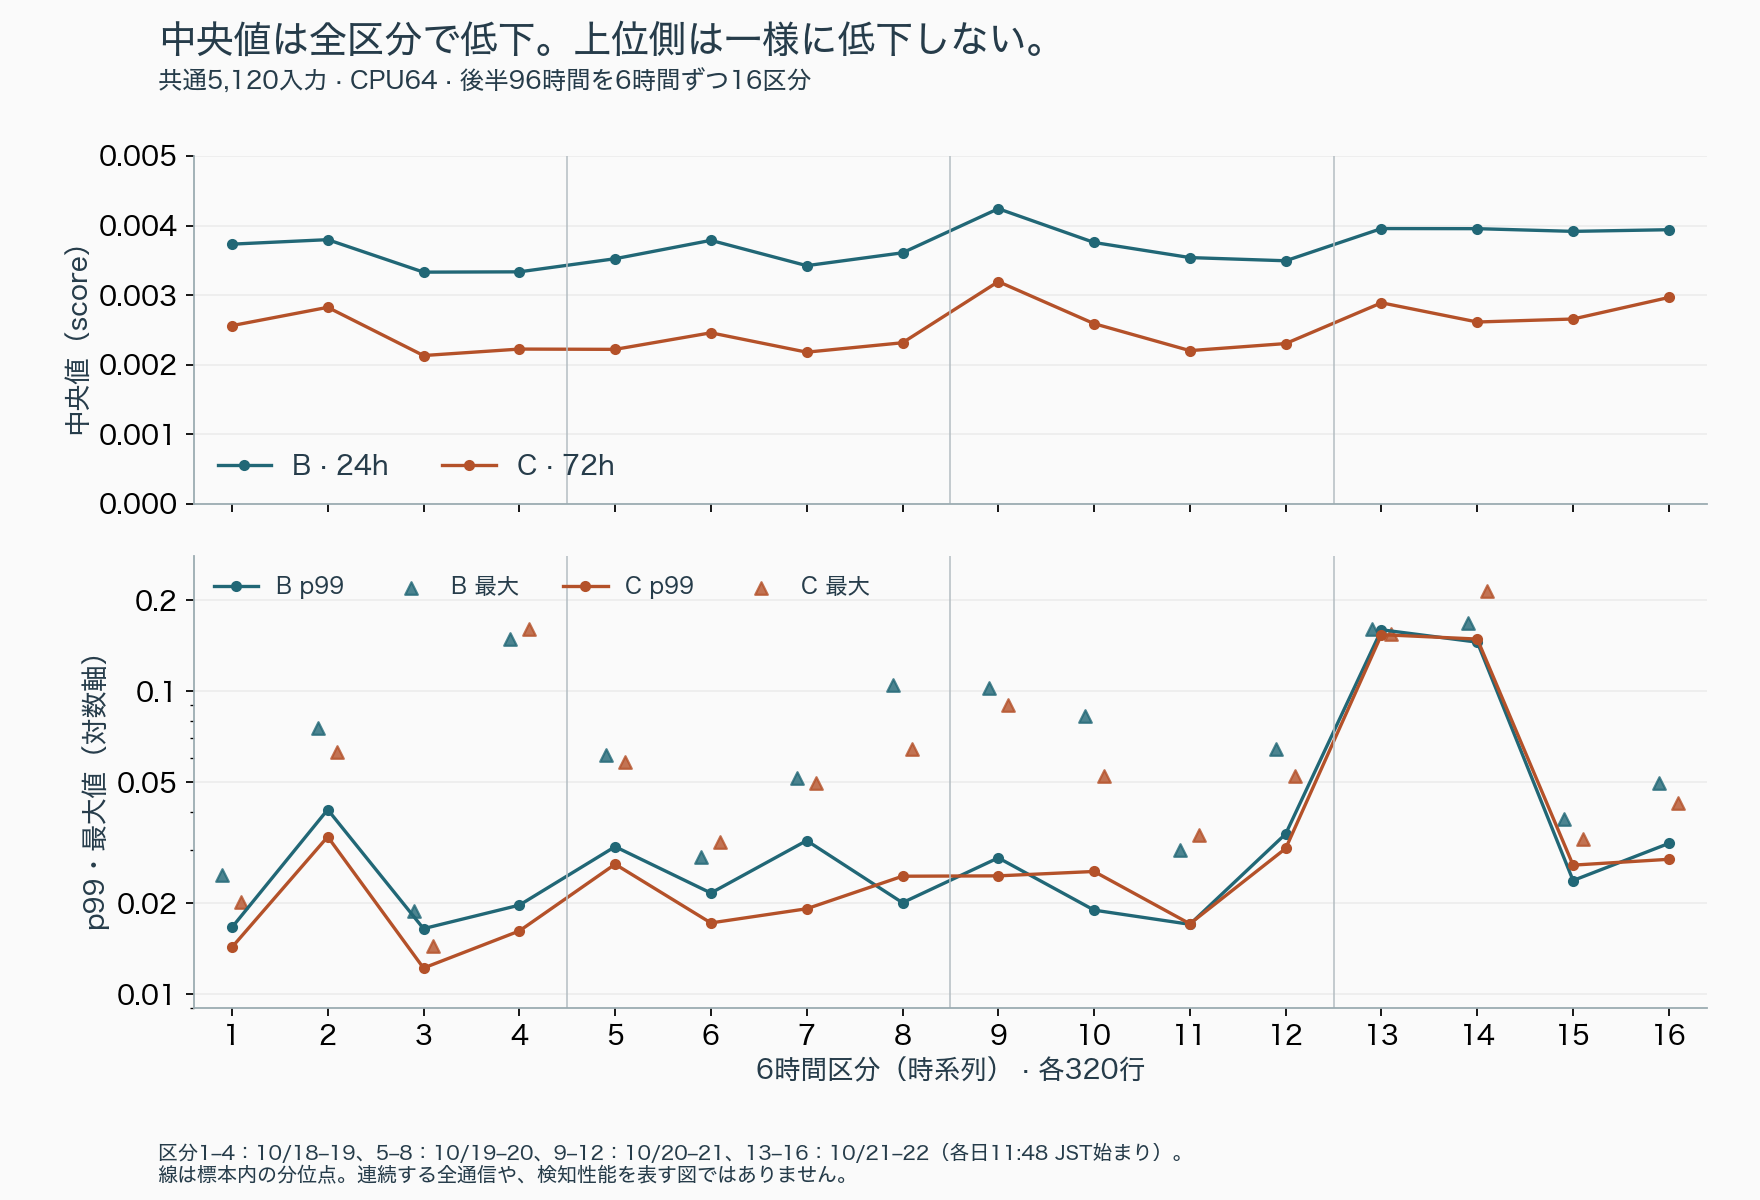 中央値は全区分で低下。上位側は一様に低下しない。
共通5,120入力 · CPU64 · 後半96時間を6時間ずつ16区分
中央値（score）
0.005
0.004
0.003
0.002
0.001
0.000
B · 24h
C · 72h
p99・最大値（対数軸）
B p99
B 最大
C p99
C 最大
0.2
0.1
0.05
0.02
0.01
1 2 3 4 5 6 7 8 9 10 11 12 13 14 15 16
6時間区分（時系列） · 各320行
区分1–4：10/18–19、5–8：10/19–20、9–12：10/20–21、13–16：10/21–22（各日11:48 JST始まり）。
線は標本内の分位点。連続する全通信や、検知性能を表す図ではありません。